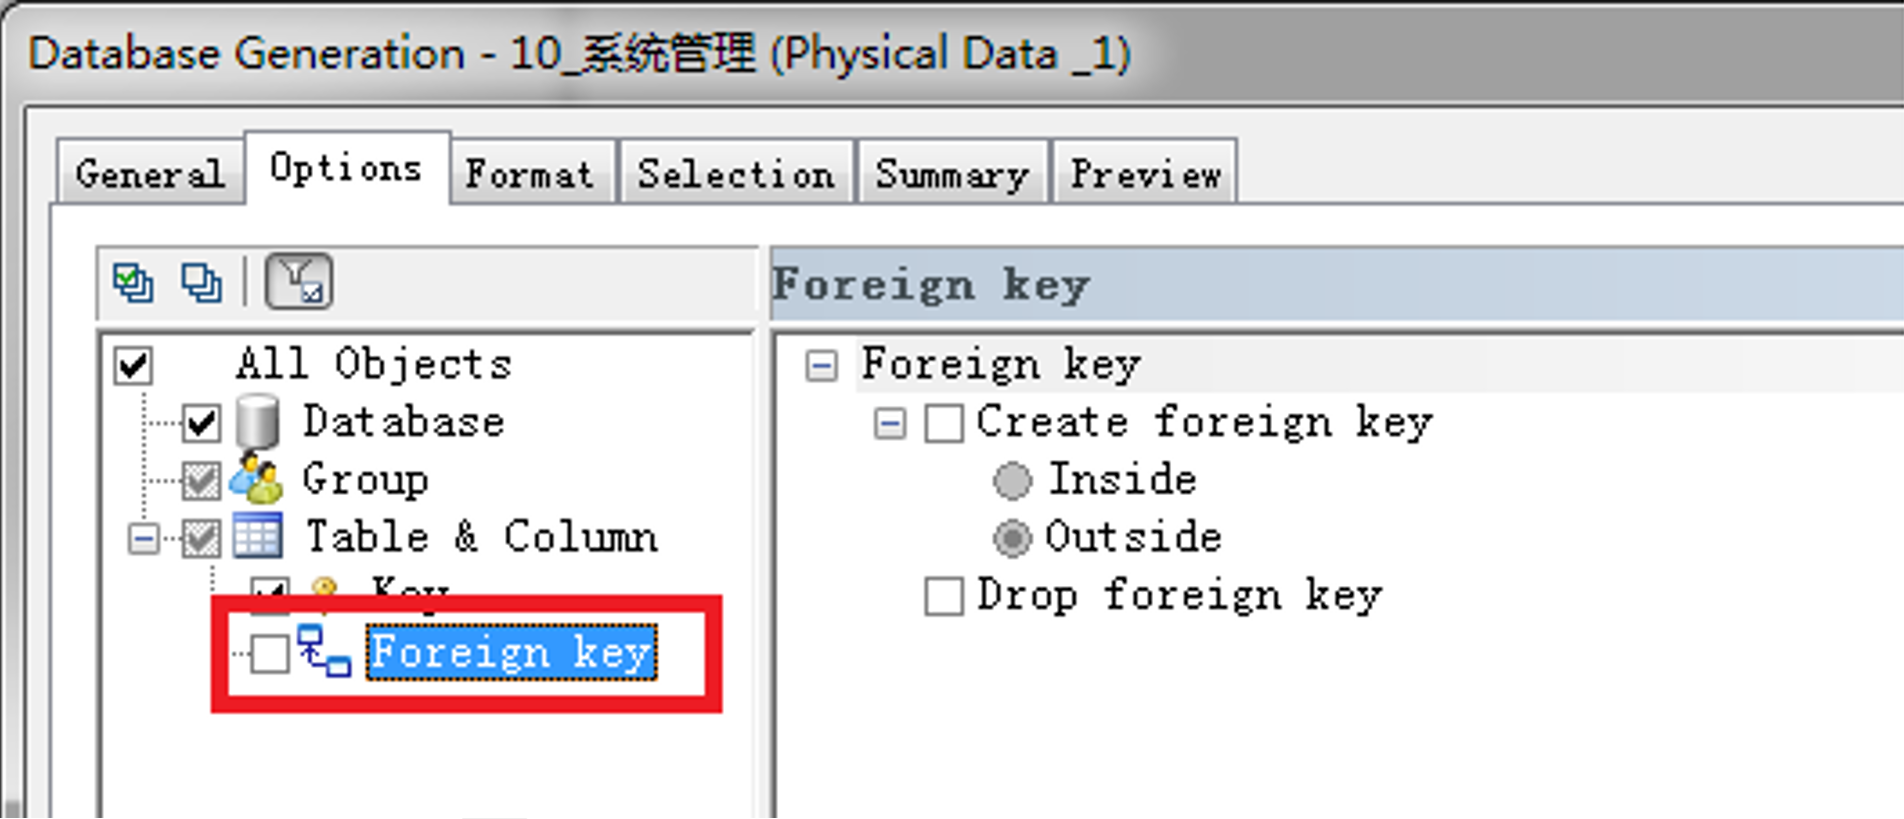 Database Generation - 10_系统管理 (Physical Data _1)
General Options Format Selection Summary Preview
Foreign key
All Objects
Database
Group
Table & Column
Key
Foreign key
Foreign key
Create foreign key
Inside
Outside
Drop foreign key